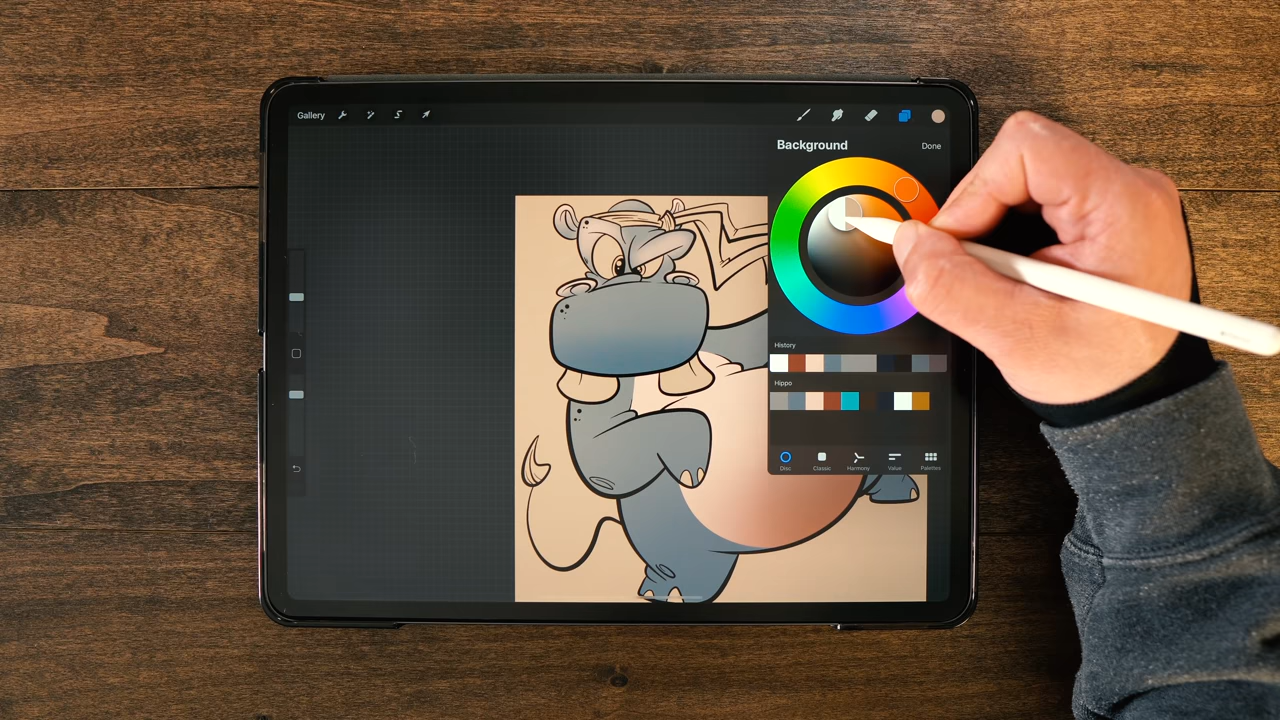 Gallery
Background
Done
History
Hippo
Disc
Classic
Harmony
Value
Palettes